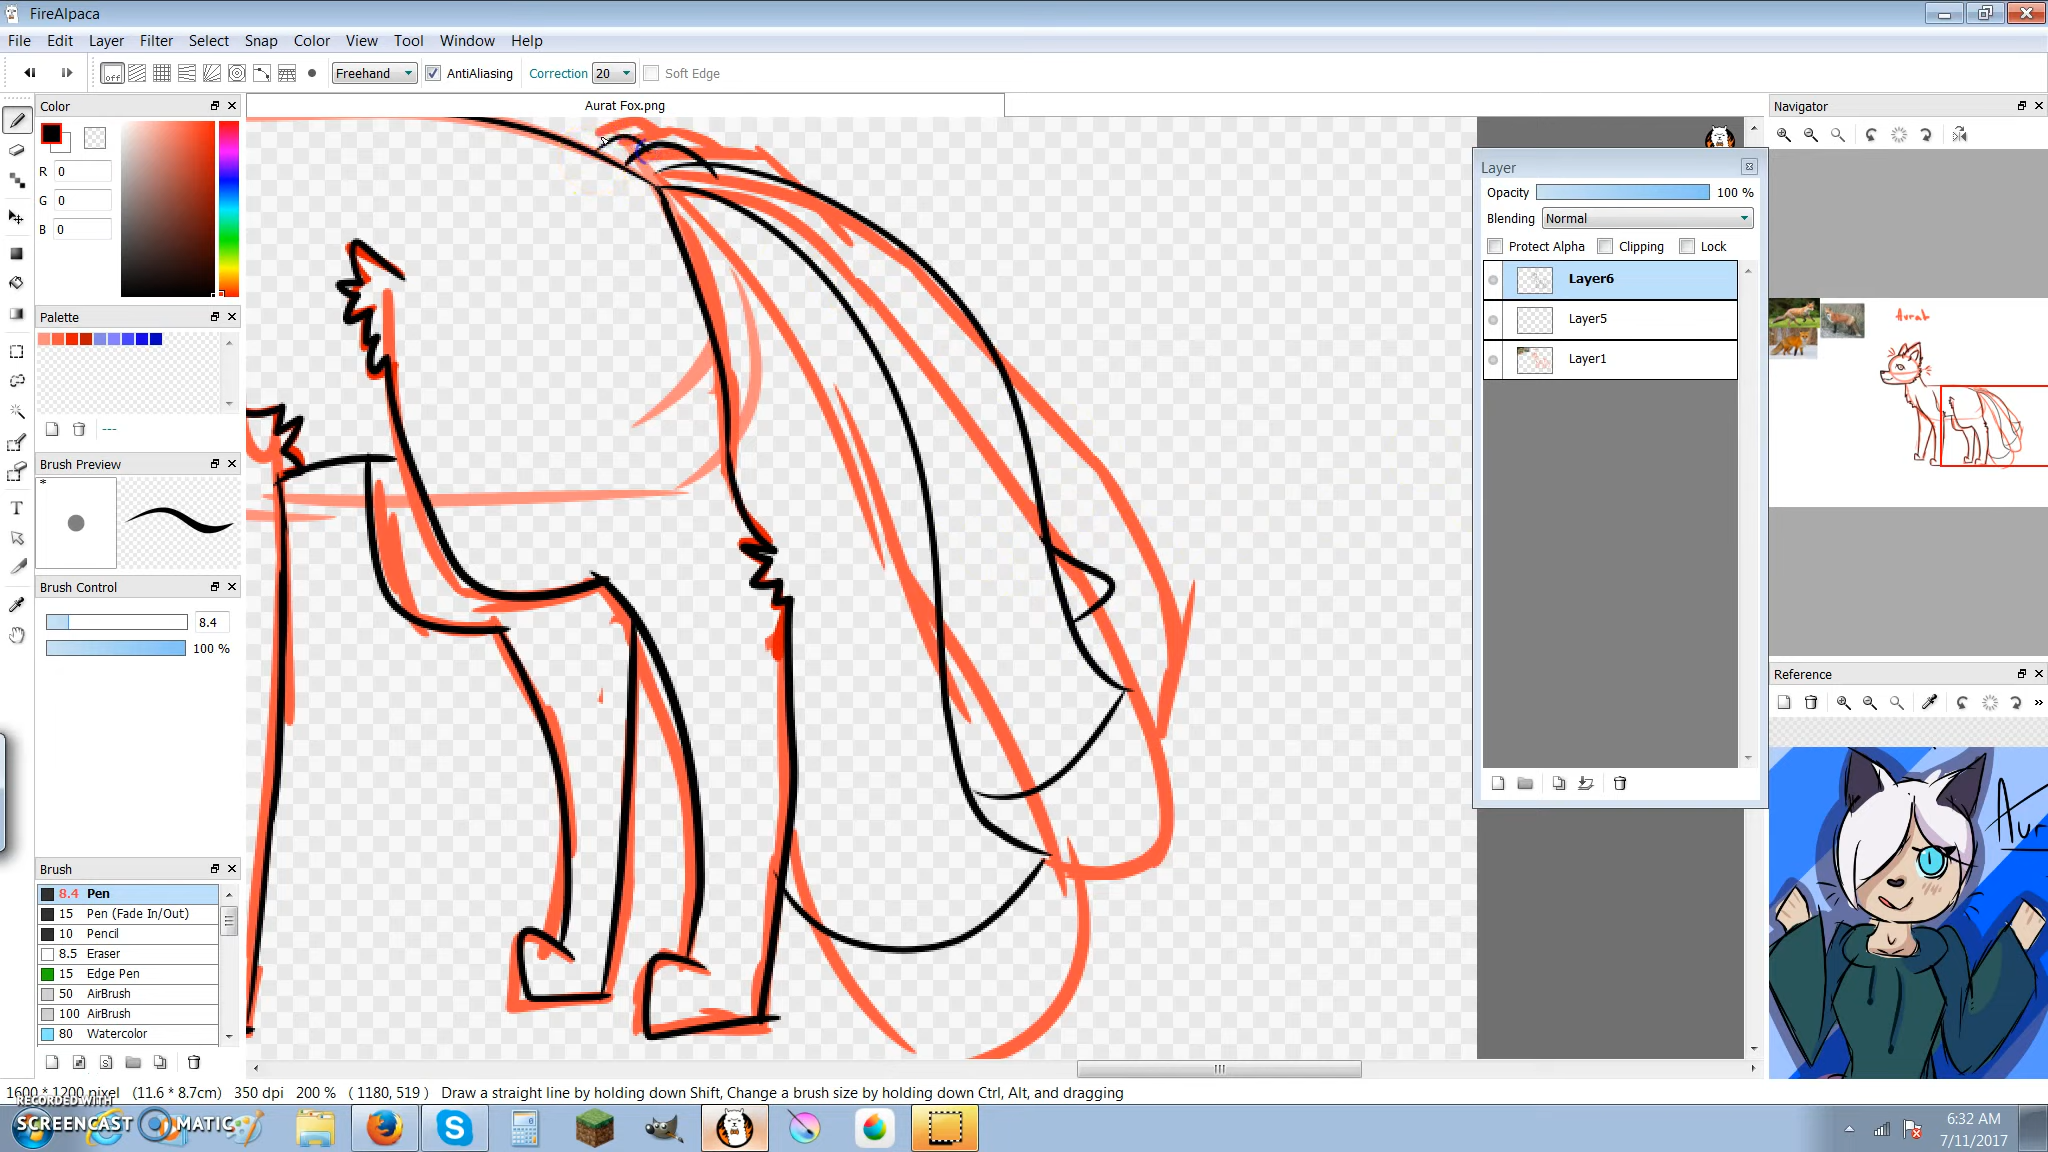 FireAlpaca
File Edit Layer Filter Select Snap Color View Tool Window Help
off Freehand AntiAliasing Correction 20 Soft Edge
Color
Aurat Fox.png
Navigator
R 0
G 0
B 0
Layer
Opacity 100 %
Blending Normal
Protect Alpha Clipping Lock
Layer6
Layer5
Layer1
Palette
---
Aurat
Brush Preview
*
Brush Control
8.4
100 %
Reference
»
Brush
8.4 Pen
15 Pen (Fade In/Out)
10 Pencil
8.5 Eraser
15 Edge Pen
50 AirBrush
100 AirBrush
80 Watercolor
1600 * 1200 pixel (11.6 * 8.7cm) 350 dpi 200 % ( 1180, 519 ) Draw a straight line by holding down Shift, Change a brush size by holding down Ctrl, Alt, and dragging
RECORDED WITH
SCREENCAST MATIC
6:32 AM
7/11/2017